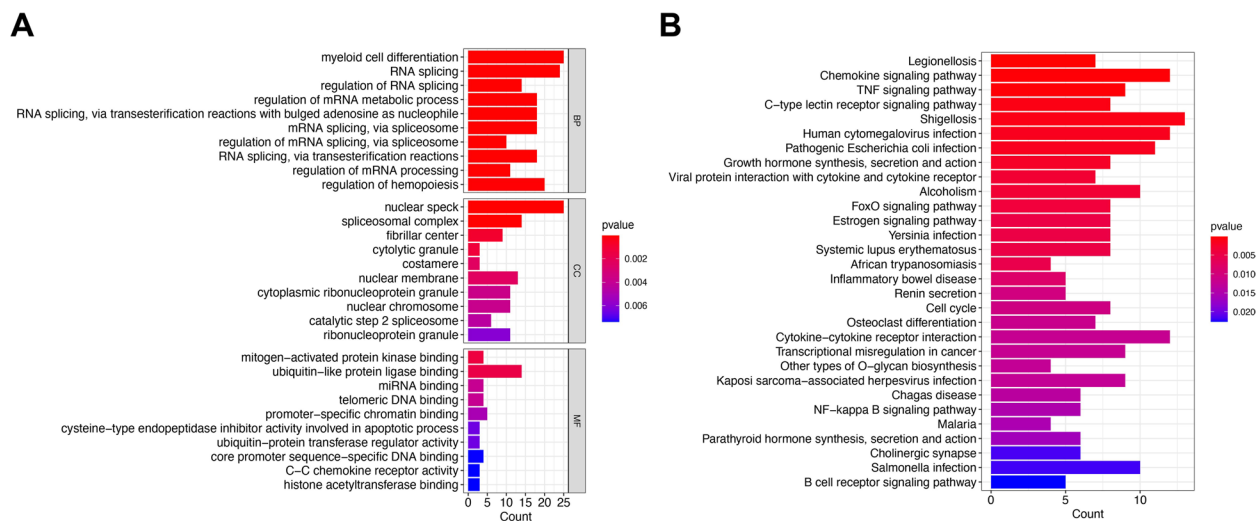 A
myeloid cell differentiation
RNA splicing
regulation of RNA splicing
regulation of mRNA metabolic process
RNA splicing, via transesterification reactions with bulged adenosine as nucleophile
mRNA splicing, via spliceosome
regulation of mRNA splicing, via spliceosome
RNA splicing, via transesterification reactions
regulation of mRNA processing
regulation of hemopoiesis
BP
nuclear speck
spliceosomal complex
fibrillar center
cytolytic granule
costamere
nuclear membrane
cytoplasmic ribonucleoprotein granule
nuclear chromosome
catalytic step 2 spliceosome
ribonucleoprotein granule
CC
mitogen−activated protein kinase binding
ubiquitin−like protein ligase binding
miRNA binding
telomeric DNA binding
promoter−specific chromatin binding
cysteine−type endopeptidase inhibitor activity involved in apoptotic process
ubiquitin−protein transferase regulator activity
core promoter sequence−specific DNA binding
C−C chemokine receptor activity
histone acetyltransferase binding
MF
0 5 10 15 20 25
Count
pvalue
0.002
0.004
0.006
B
Legionellosis
Chemokine signaling pathway
TNF signaling pathway
C−type lectin receptor signaling pathway
Shigellosis
Human cytomegalovirus infection
Pathogenic Escherichia coli infection
Growth hormone synthesis, secretion and action
Viral protein interaction with cytokine and cytokine receptor
Alcoholism
FoxO signaling pathway
Estrogen signaling pathway
Yersinia infection
Systemic lupus erythematosus
African trypanosomiasis
Inflammatory bowel disease
Renin secretion
Cell cycle
Osteoclast differentiation
Cytokine−cytokine receptor interaction
Transcriptional misregulation in cancer
Other types of O−glycan biosynthesis
Kaposi sarcoma−associated herpesvirus infection
Chagas disease
NF−kappa B signaling pathway
Malaria
Parathyroid hormone synthesis, secretion and action
Cholinergic synapse
Salmonella infection
B cell receptor signaling pathway
0 5 10
Count
pvalue
0.005
0.010
0.015
0.020